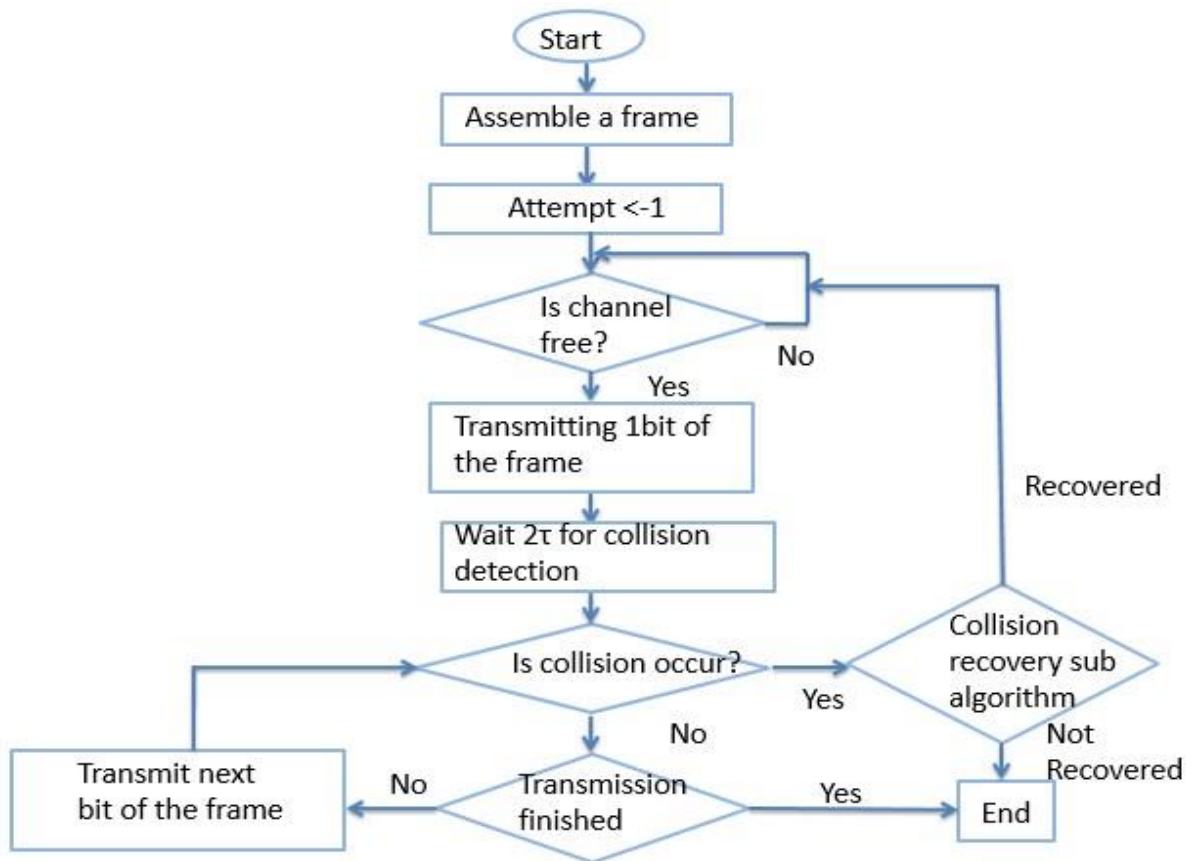 Start
Assemble a frame
Attempt <-1
Is channel
free?
No
Yes
Transmitting 1bit of
the frame
Recovered
Wait 2τ for collision
detection
Is collision occur?
Yes
Collision
recovery sub
algorithm
No
Not
Recovered
Transmit next
bit of the frame
No
Transmission
finished
Yes
End